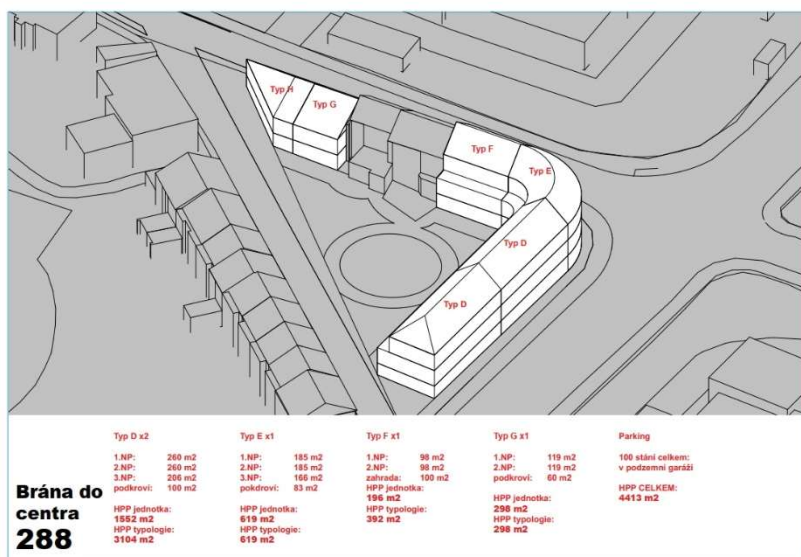 Typ H
Typ G
Typ F
Typ E
Typ D
Typ D
Brána do
centra
288
Typ D x2
1.NP: 260 m2
2.NP: 260 m2
3.NP: 206 m2
podkroví: 100 m2
HPP jednotka:
1552 m2
HPP typologie:
3104 m2
Typ E x1
1.NP: 185 m2
2.NP: 185 m2
3.NP: 166 m2
pokdroví: 83 m2
HPP jednotka:
619 m2
HPP typologie:
619 m2
Typ F x1
1.NP: 98 m2
2.NP: 98 m2
zahrada: 100 m2
HPP jednotka:
196 m2
HPP typologie:
392 m2
Typ G x1
1.NP: 119 m2
2.NP: 119 m2
podkroví: 60 m2
HPP jednotka:
298 m2
HPP typologie:
298 m2
Parking
100 stání celkem:
v podzemní garáži
HPP CELKEM:
4413 m2